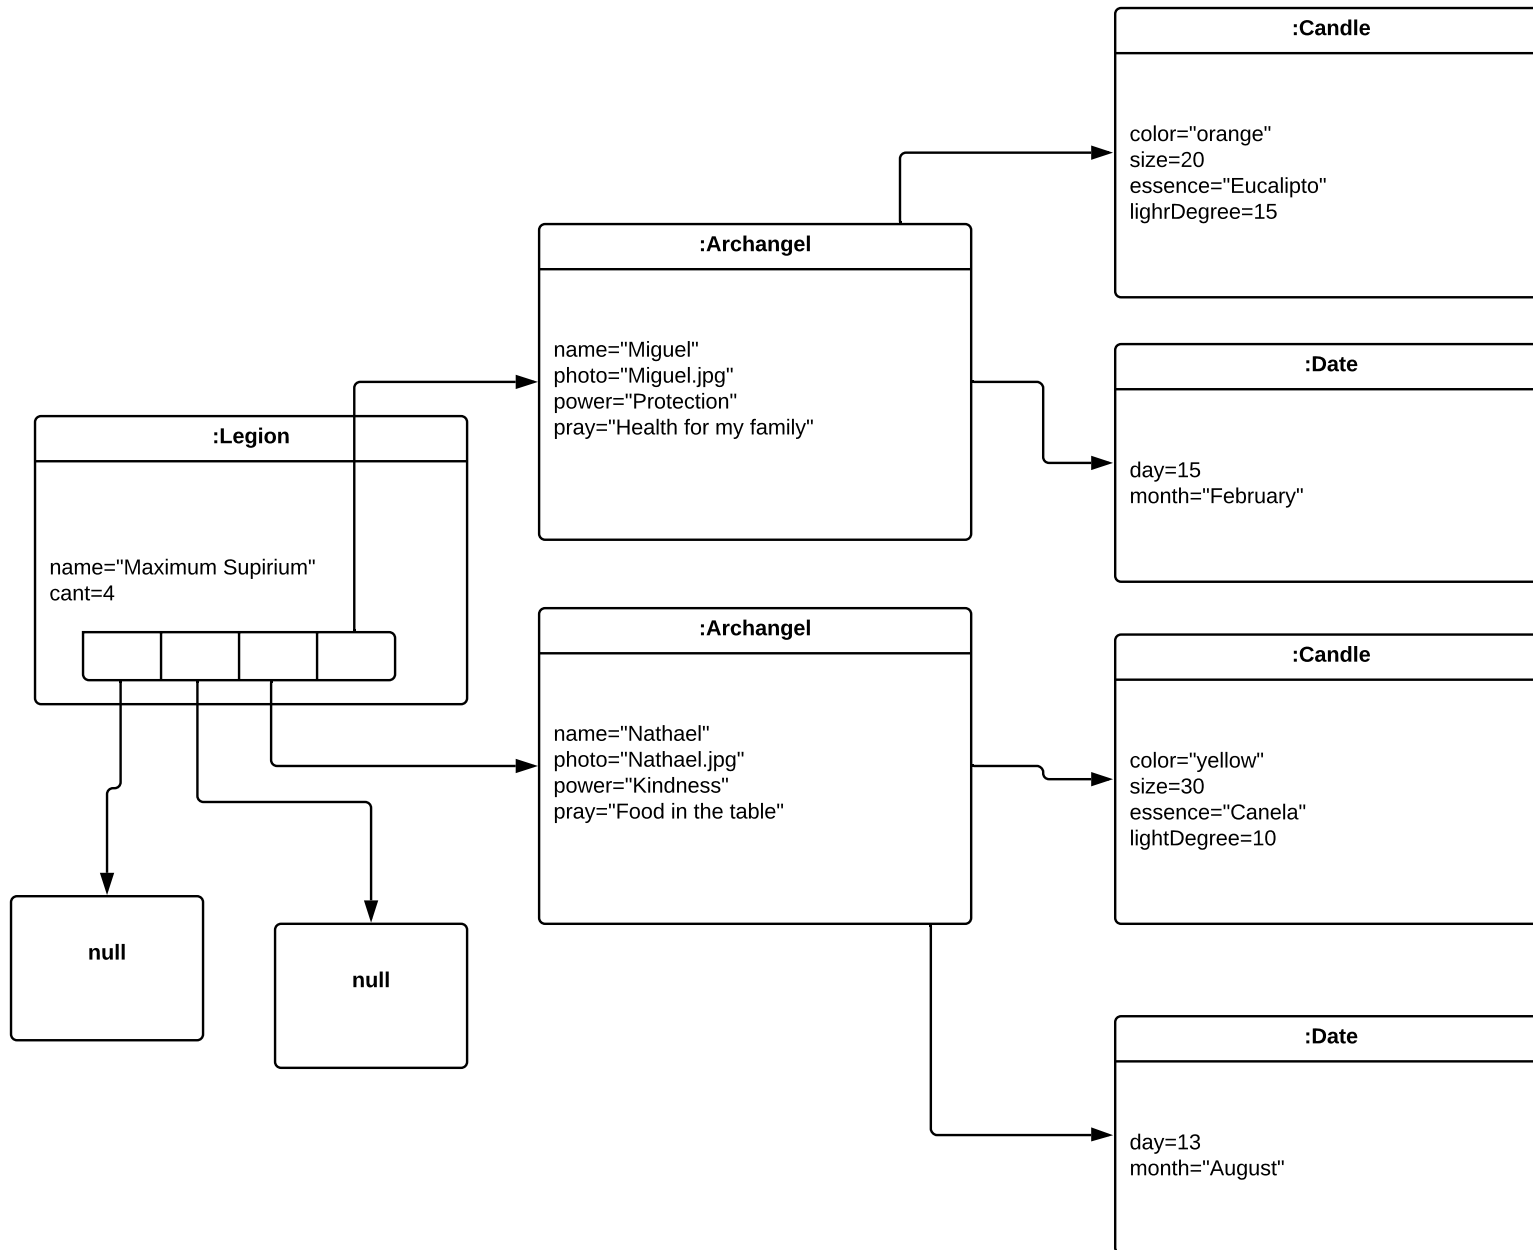 :Candle
color="orange"
size=20
essence="Eucalipto"
lighrDegree=15
:Archangel
name="Miguel"
photo="Miguel.jpg"
power="Protection"
pray="Health for my family"
:Date
day=15
month="February"
:Legion
name="Maximum Supirium"
cant=4
:Archangel
name="Nathael"
photo="Nathael.jpg"
power="Kindness"
pray="Food in the table"
:Candle
color="yellow"
size=30
essence="Canela"
lightDegree=10
null
null
:Date
day=13
month="August"